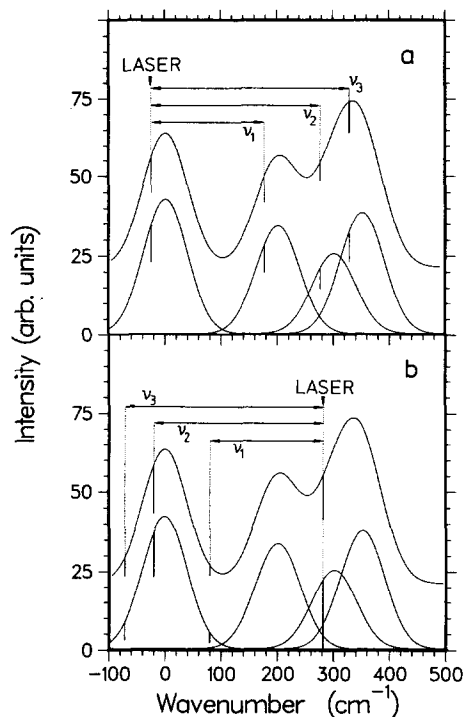 a
LASER
ν3
ν2
ν1
75
50
25
0
b
LASER
ν3
ν2
ν1
75
50
25
0
Intensity (arb. units)
-100 0 100 200 300 400 500
Wavenumber (cm⁻¹)